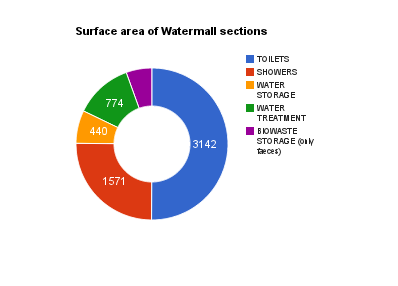 Surface area of Watermall sections
TOILETS
SHOWERS
WATER
STORAGE
WATER
TREATMENT
BIOWASTE
STORAGE (only
faeces)
774
440
3142
1571